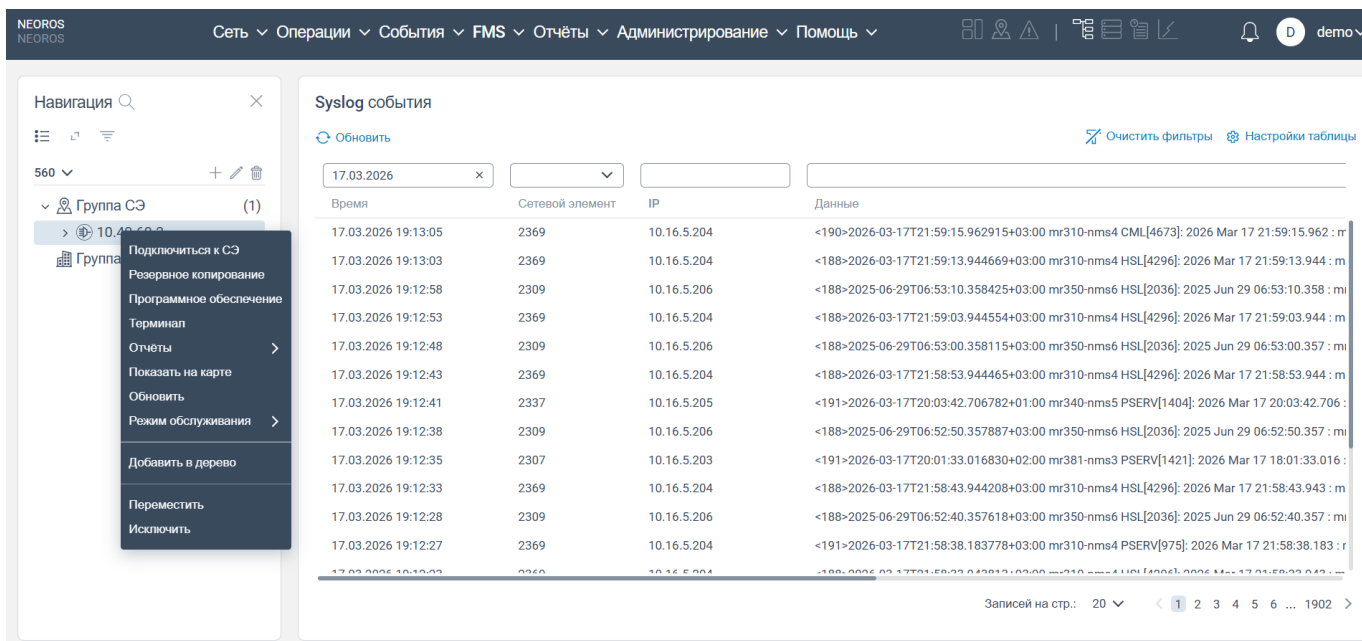 NEOROS
NEOROS
Сеть Операции События FMS Отчёты Администрирование Помощь
D demo
Навигация
560
Группа СЭ (1)
Группа
Подключиться к СЭ
Резервное копирование
Программное обеспечение
Терминал
Отчёты
Показать на карте
Обновить
Режим обслуживания
Добавить в дерево
Переместить
Исключить
Syslog события
Обновить
Очистить фильтры Настройки таблицы
17.03.2026
Время Сетевой элемент IP Данные
17.03.2026 19:13:05 2369 10.16.5.204 <190>2026-03-17T21:59:15.962915+03:00 mr310-nms4 CML[4673]: 2026 Mar 17 21:59:15.962 : m
17.03.2026 19:13:03 2369 10.16.5.204 <188>2026-03-17T21:59:13.944669+03:00 mr310-nms4 HSL[4296]: 2026 Mar 17 21:59:13.944 : m
17.03.2026 19:12:58 2309 10.16.5.206 <188>2025-06-29T06:53:10.358425+03:00 mr350-nms6 HSL[2036]: 2025 Jun 29 06:53:10.358 : m
17.03.2026 19:12:53 2369 10.16.5.204 <188>2026-03-17T21:59:03.944554+03:00 mr310-nms4 HSL[4296]: 2026 Mar 17 21:59:03.944 : m
17.03.2026 19:12:48 2309 10.16.5.206 <188>2025-06-29T06:53:00.358115+03:00 mr350-nms6 HSL[2036]: 2025 Jun 29 06:53:00.357 : m
17.03.2026 19:12:43 2369 10.16.5.204 <188>2026-03-17T21:58:53.944465+03:00 mr310-nms4 HSL[4296]: 2026 Mar 17 21:58:53.944 : m
17.03.2026 19:12:41 2337 10.16.5.205 <191>2026-03-17T20:03:42.706782+01:00 mr340-nms5 PSERV[1404]: 2026 Mar 17 20:03:42.706 :
17.03.2026 19:12:38 2309 10.16.5.206 <188>2025-06-29T06:52:50.357887+03:00 mr350-nms6 HSL[2036]: 2025 Jun 29 06:52:50.357 : m
17.03.2026 19:12:35 2307 10.16.5.203 <191>2026-03-17T20:01:33.016830+02:00 mr381-nms3 PSERV[1421]: 2026 Mar 17 18:01:33.016 :
17.03.2026 19:12:33 2369 10.16.5.204 <188>2026-03-17T21:58:43.944208+03:00 mr310-nms4 HSL[4296]: 2026 Mar 17 21:58:43.943 : m
17.03.2026 19:12:28 2309 10.16.5.206 <188>2025-06-29T06:52:40.357618+03:00 mr350-nms6 HSL[2036]: 2025 Jun 29 06:52:40.357 : m
17.03.2026 19:12:27 2369 10.16.5.204 <191>2026-03-17T21:58:38.183778+03:00 mr310-nms4 PSERV[975]: 2026 Mar 17 21:58:38.183 : r
Записей на стр.: 20 1 2 3 4 5 6 ... 1902